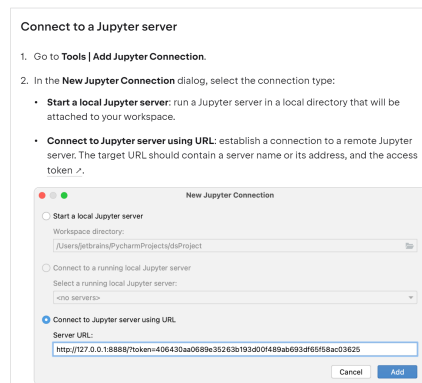 Connect to a Jupyter server
1. Go to Tools | Add Jupyter Connection.
2. In the New Jupyter Connection dialog, select the connection type:
• Start a local Jupyter server: run a Jupyter server in a local directory that will be
attached to your workspace.
• Connect to Jupyter server using URL: establish a connection to a remote Jupyter
server. The target URL should contain a server name or its address, and the access
token ↗.
New Jupyter Connection
Start a local Jupyter server
Workspace directory:
/Users/jetbrains/PycharmProjects/dsProject
Connect to a running local Jupyter server
Select a running local Jupyter server:
<no servers>
Connect to Jupyter server using URL
Server URL:
http://127.0.0.1:8888/?token=406430aa0689e35263b193d00f489ab693df65f58ac03625
Cancel Add